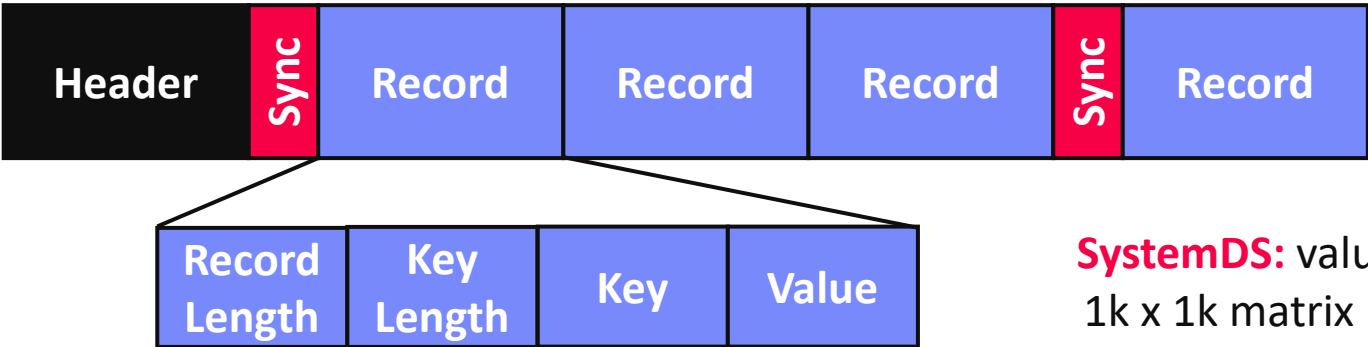 Header Sync Record Record Record Sync Record
Record Key
Length Length Key Value
SystemDS: valu
1k x 1k matrix